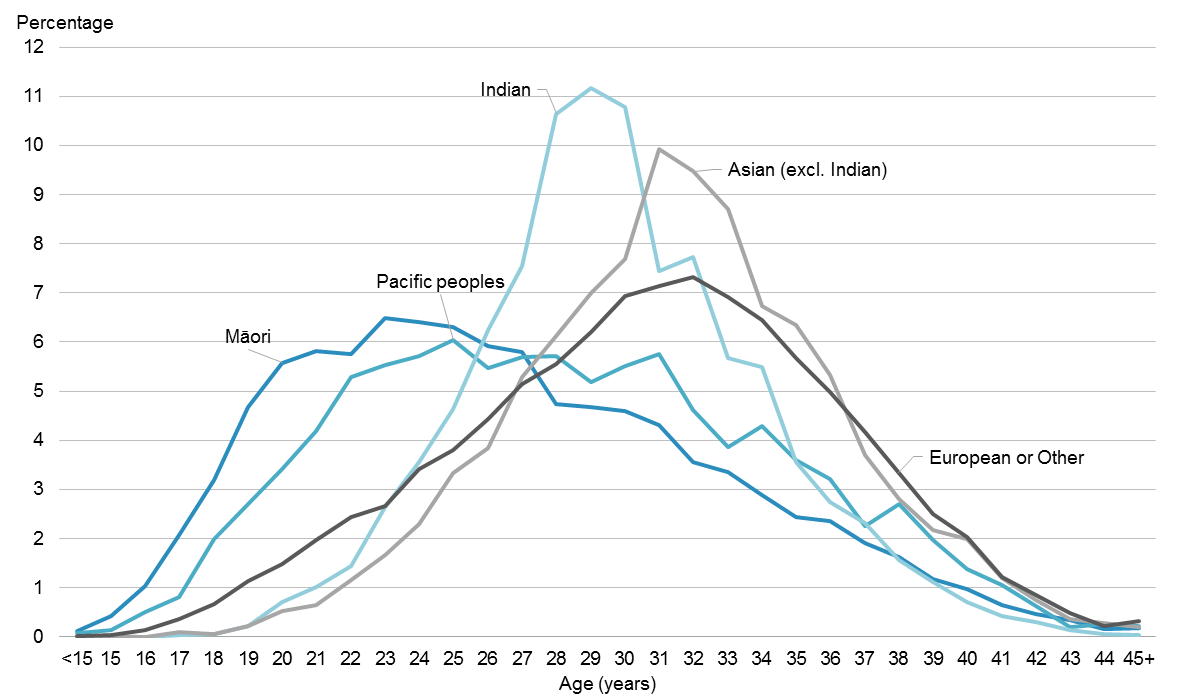 Percentage
12
11
10
9
8
7
6
5
4
3
2
1
0
Indian
Asian (excl. Indian)
Pacific peoples
Māori
European or Other
<15 15 16 17 18 19 20 21 22 23 24 25 26 27 28 29 30 31 32 33 34 35 36 37 38 39 40 41 42 43 44 45+
Age (years)